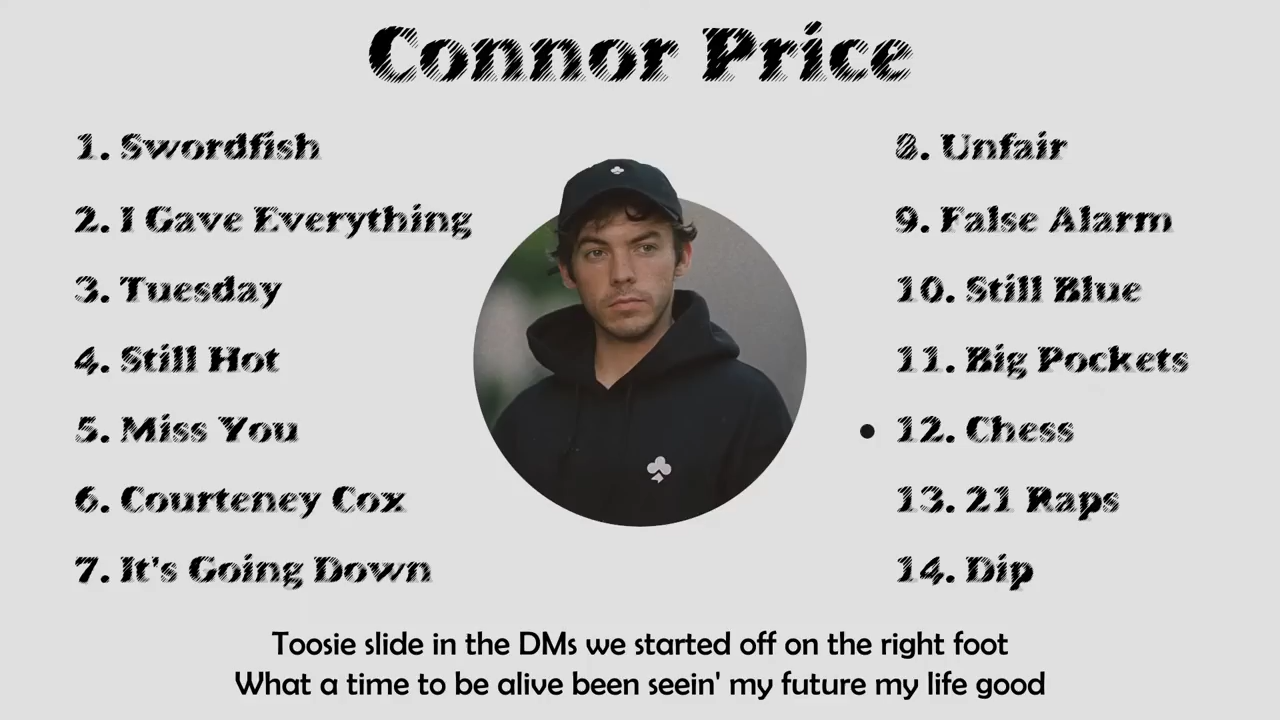 Connor Price
1. Swordfish
2. I Gave Everything
3. Tuesday
4. Still Hot
5. Miss You
6. Courteney Cox
7. It's Going Down
8. Unfair
9. False Alarm
10. Still Blue
11. Big Pockets
12. Chess
13. 21 Raps
14. Dip
Toosie slide in the DMs we started off on the right foot
What a time to be alive been seein' my future my life good